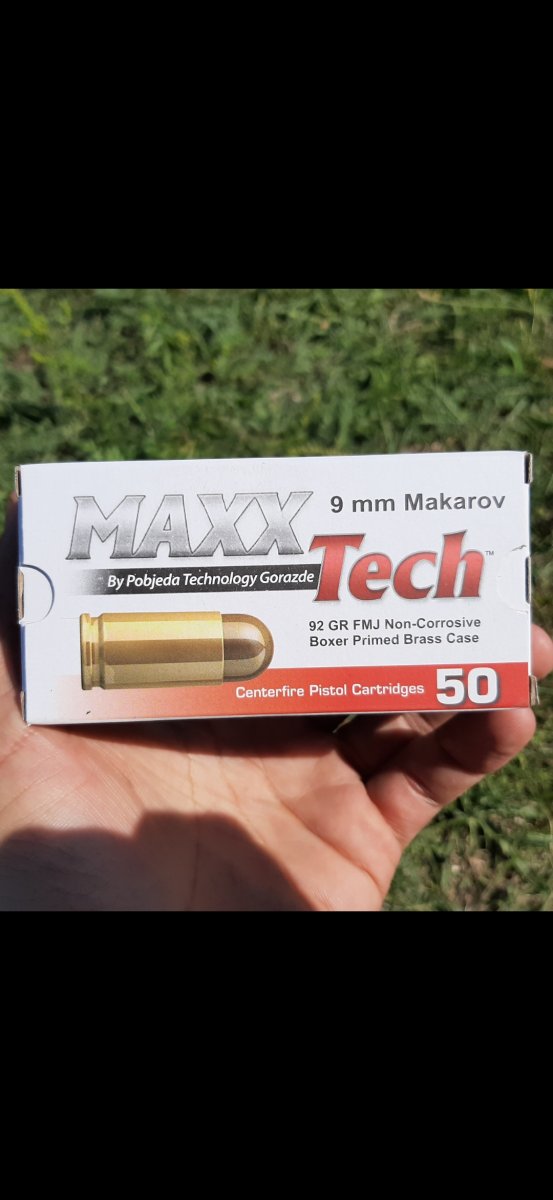 MAXX
9 mm Makarov
Tech™
By Pobjeda Technology Gorazde
92 GR FMJ Non-Corrosive
Boxer Primed Brass Case
Centerfire Pistol Cartridges 50